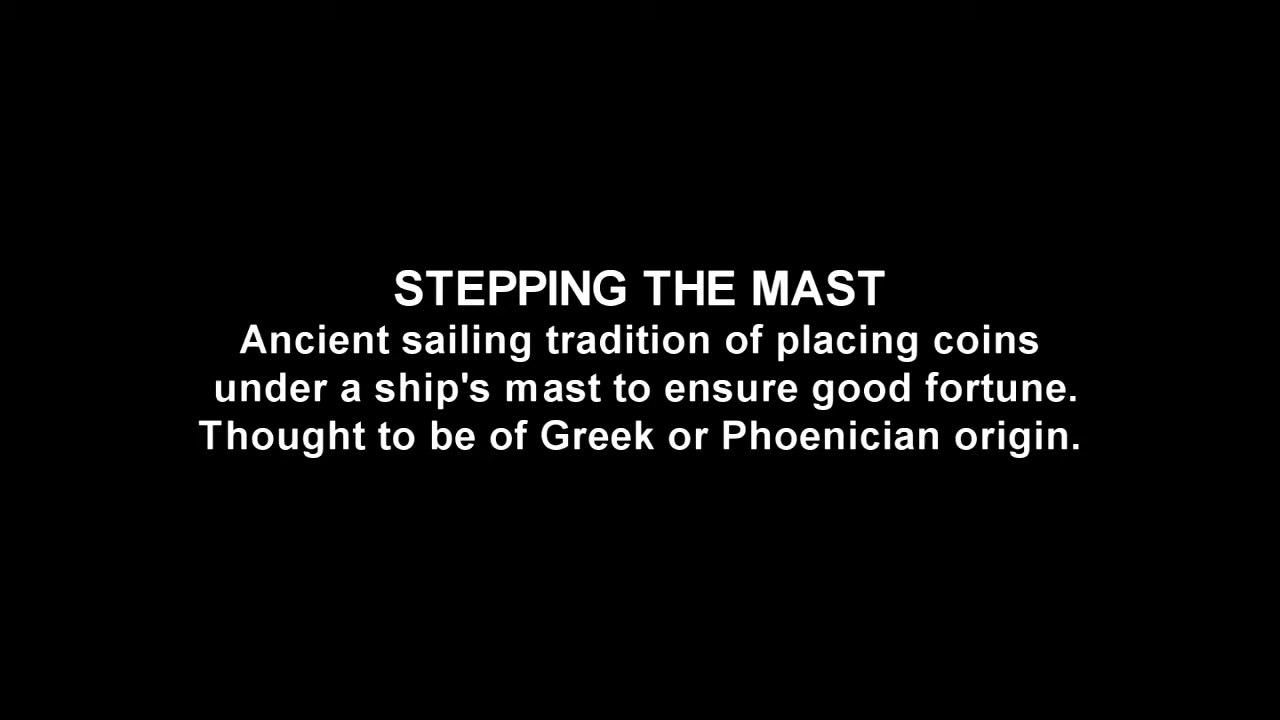 STEPPING THE MAST
Ancient sailing tradition of placing coins
under a ship's mast to ensure good fortune.
Thought to be of Greek or Phoenician origin.